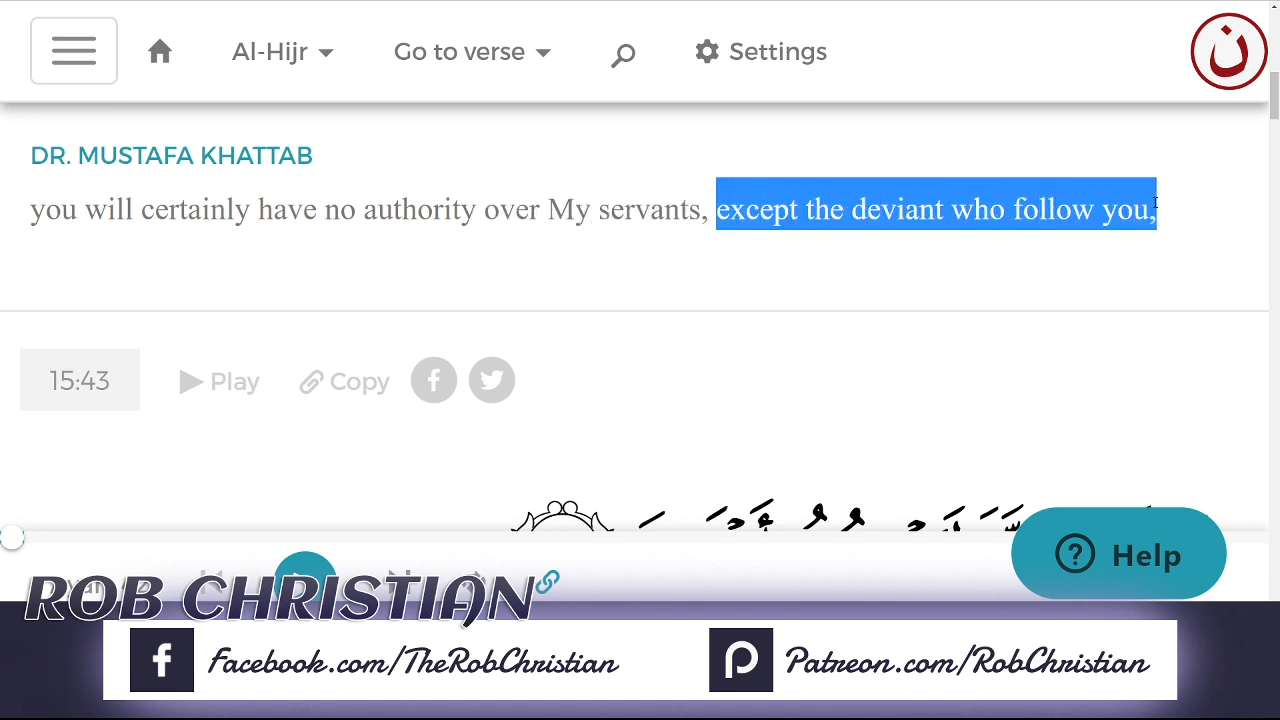 Al-Hijr
Go to verse
Settings
ن
DR. MUSTAFA KHATTAB
you will certainly have no authority over My servants, except the deviant who follow you,
15:43
Play
Copy
Help
ROB CHRISTIAN
Facebook.com/TheRobChristian
Patreon.com/RobChristian